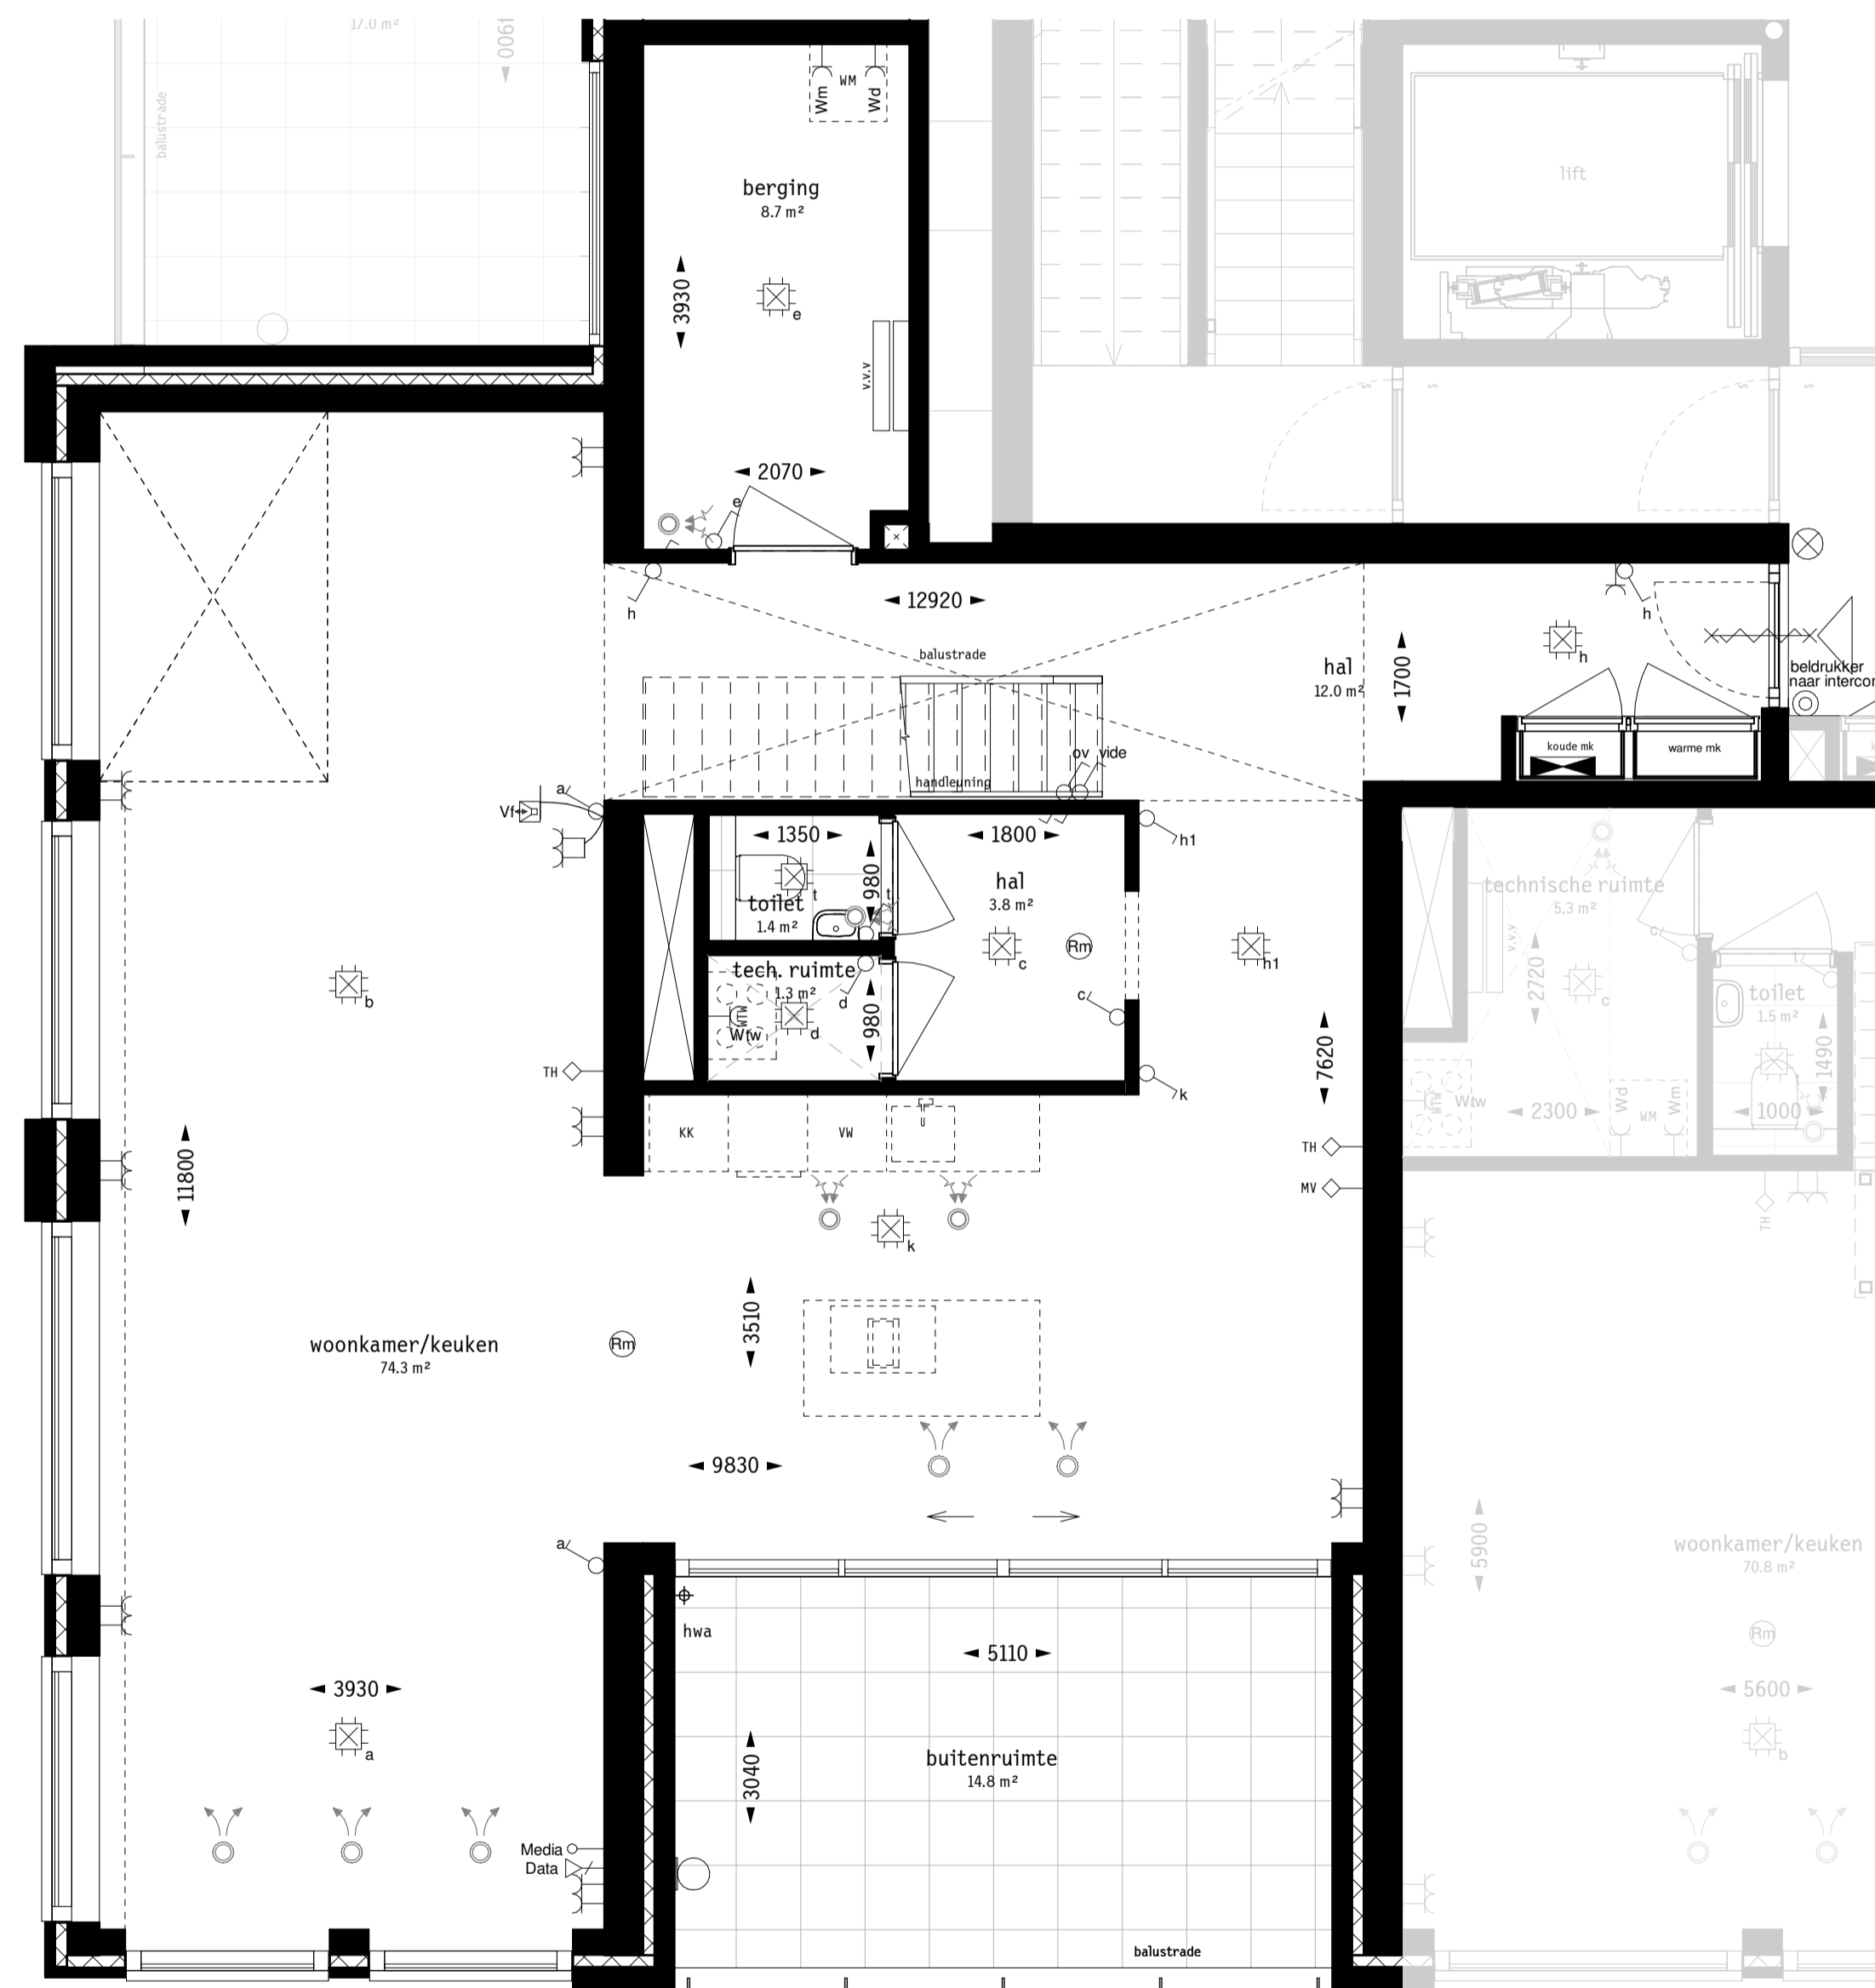 17.0 m²
1900
balustrade
Wm
WM
Wd
berging
8.7 m²
3930
e
v.v.v
2070
e
lift
h
12920
balustrade
hal
12.0 m²
1700
h
h
beldrukker
naar intercor
koude mk
warme mk
ov
vide
handleuning
a
Vf
h1
1350
980
1800
toilet
1.4 m²
t
t
hal
3.8 m²
Rm
c
c
h1
tech. ruimte
1.3 m²
d
d
WTW
Wtw
980
k
b
TH
7620
TH
MV
KK
VW
k
11800
woonkamer/keuken
74.3 m²
Rm
3510
9830
a
hwa
5110
3930
a
3040
buitenruimte
14.8 m²
Media
Data
balustrade
technische ruimte
5.3 m²
v.v.v
2720
c
c
toilet
1.5 m²
t
1490
WTW
Wtw
2300
Wd
WM
Wm
1000
TH
5900
woonkamer/keuken
70.8 m²
Rm
5600
b